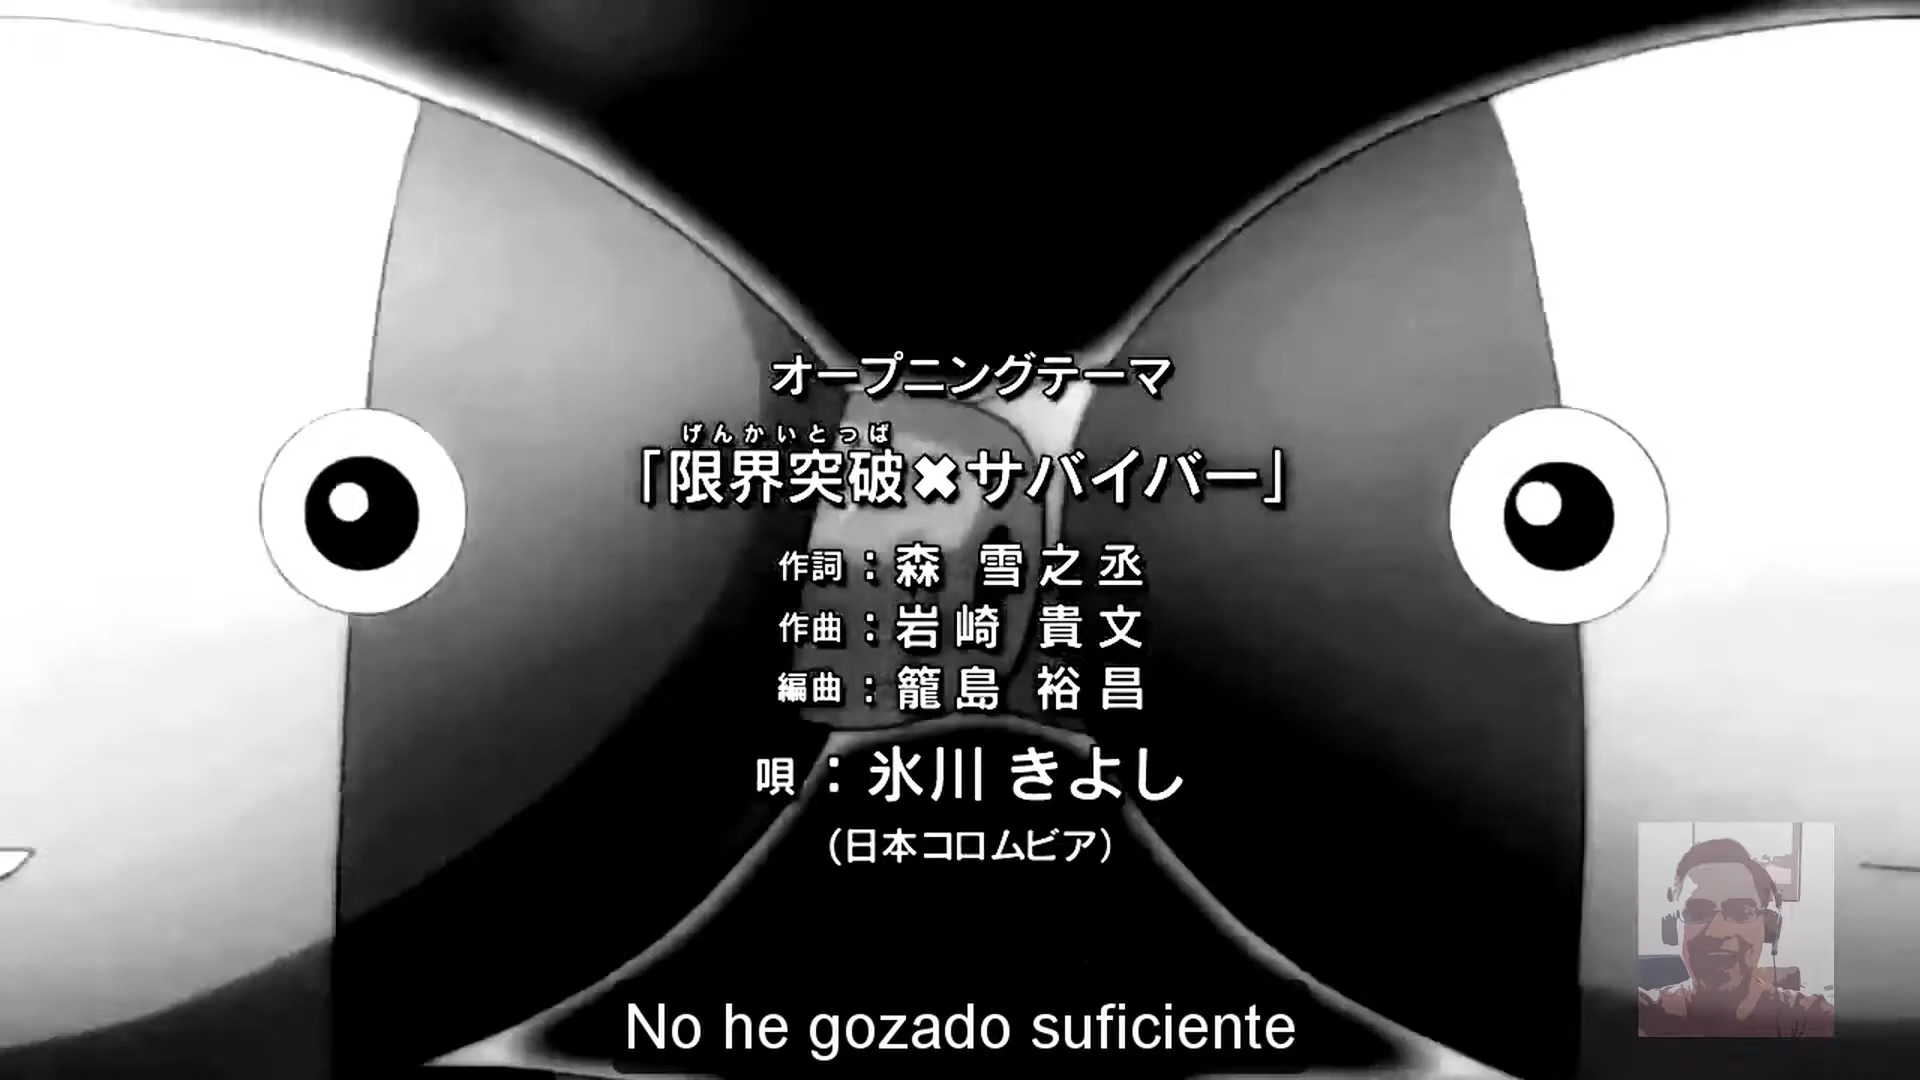 オープニングテーマ
げんかいとっぱ
「限界突破✖サバイバー」
作詞：森 雪之丞
作曲：岩崎 貴文
編曲：籠島 裕昌
唄：氷川 きよし
(日本コロムビア)
No he gozado suficiente